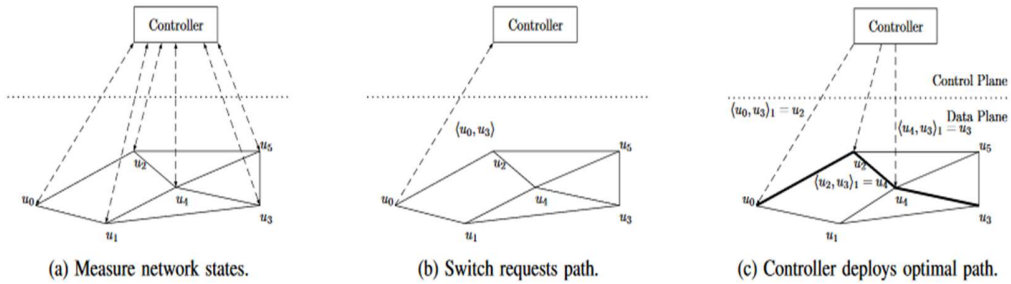 Controller
u₂
u₅
u₀
u₄
u₃
u₁
(a) Measure network states.
Controller
⟨u₀, u₃⟩
u₂
u₅
u₀
u₄
u₃
u₁
(b) Switch requests path.
Controller
Control Plane
⟨u₀, u₃⟩₁ = u₂
Data Plane
⟨u₄, u₃⟩₁ = u₃
u₅
u₂
⟨u₂, u₃⟩₁ = u₄
u₀
u₄
u₃
u₁
(c) Controller deploys optimal path.